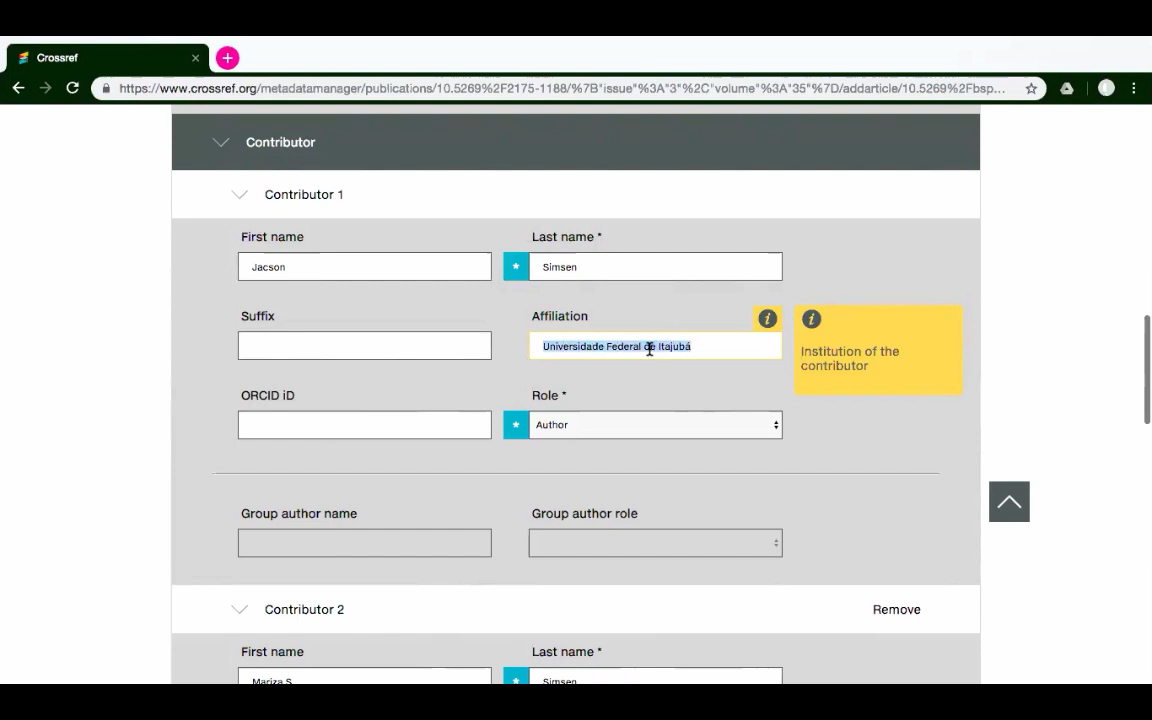 Crossref
https://www.crossref.org/metadatamanager/publications/10.5269%2F2175-1188/%7B"issue"%3A"3"%2C"volume"%3A"35"%7D/addarticle/10.5269%2Fbsp...
Contributor
Contributor 1
First name
Last name *
Jacson
* Simsen
Suffix
Affiliation
Universidade Federal de Itajubá
Institution of the
contributor
ORCID iD
Role *
* Author
Group author name
Group author role
Contributor 2
Remove
First name
Last name *
Mariza S
* Simsen